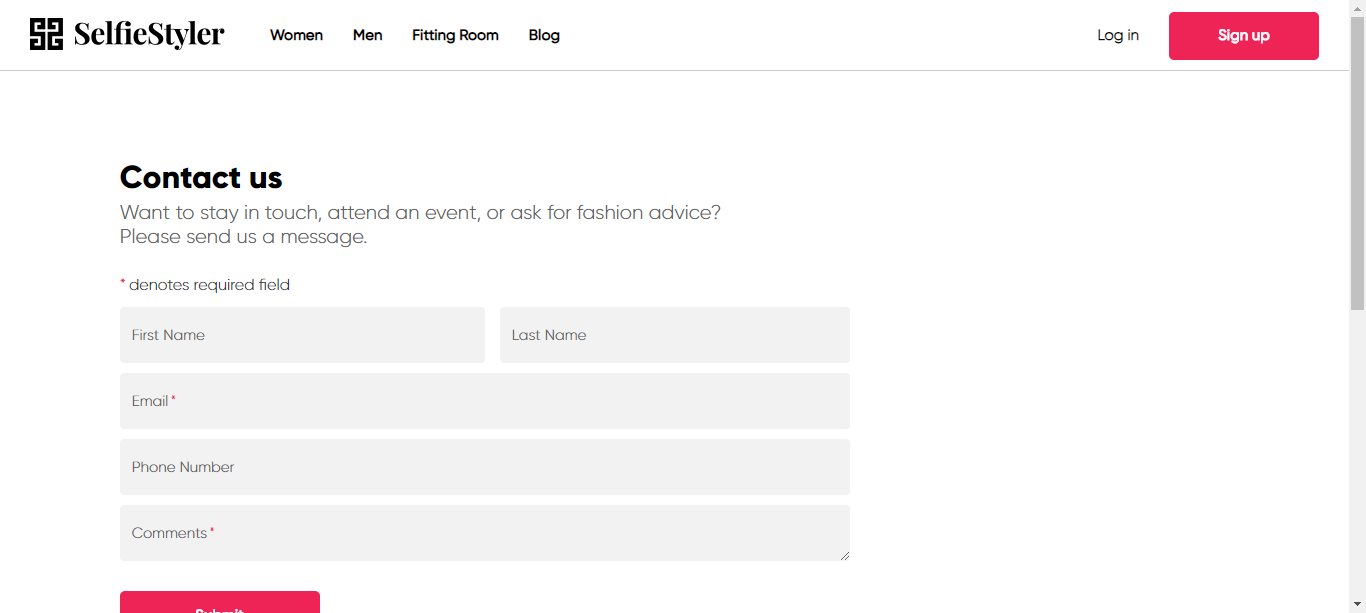 SelfieStyler Women Men Fitting Room Blog Log in Sign up
Contact us
Want to stay in touch, attend an event, or ask for fashion advice?
Please send us a message.
* denotes required field
First Name Last Name
Email *
Phone Number
Comments *
Submit